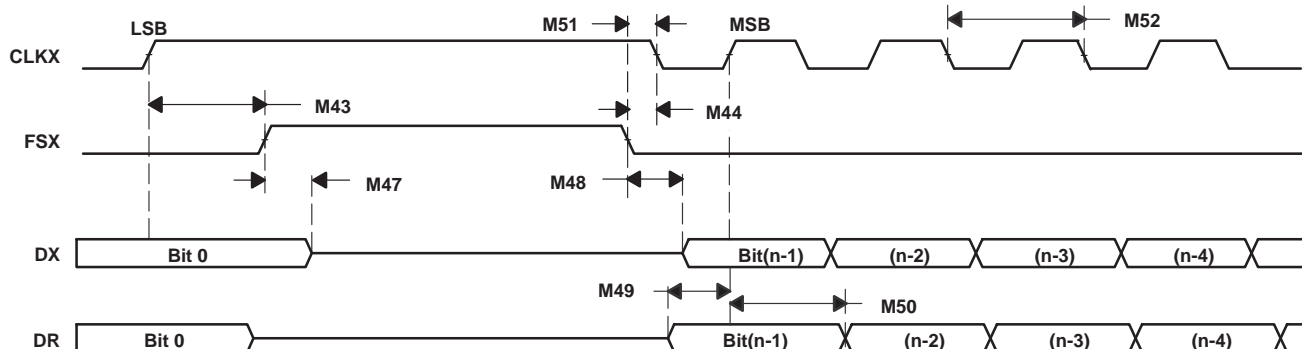 LSB
M51
MSB
M52
CLKX
M43
M44
FSX
M47
M48
DX
Bit 0
Bit(n-1)
(n-2)
(n-3)
(n-4)
M49
M50
DR
Bit 0
Bit(n-1)
(n-2)
(n-3)
(n-4)